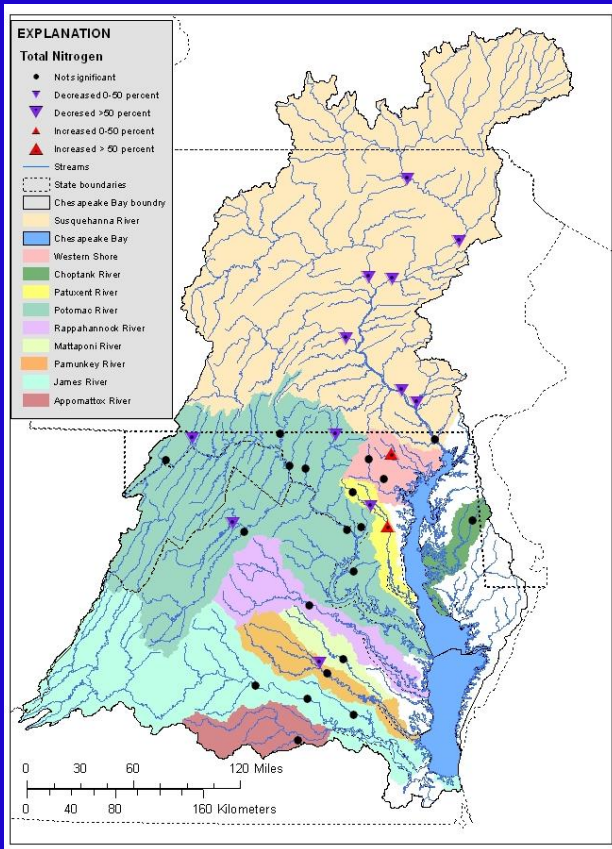 EXPLANATION
Total Nitrogen
Not significant
Decreased 0-50 percent
Decresed >50 percent
Increased 0-50 percent
Increased > 50 percent
Streams
State boundaries
Chesapeake Bay boundry
Susquehanna River
Chesapeake Bay
Western Shore
Choptank River
Patuxent River
Potomac River
Rappahannook River
Mattaponi River
Pamunkey River
James River
Appomattox River
0 30 60 120 Miles
0 40 80 160 Kilometers